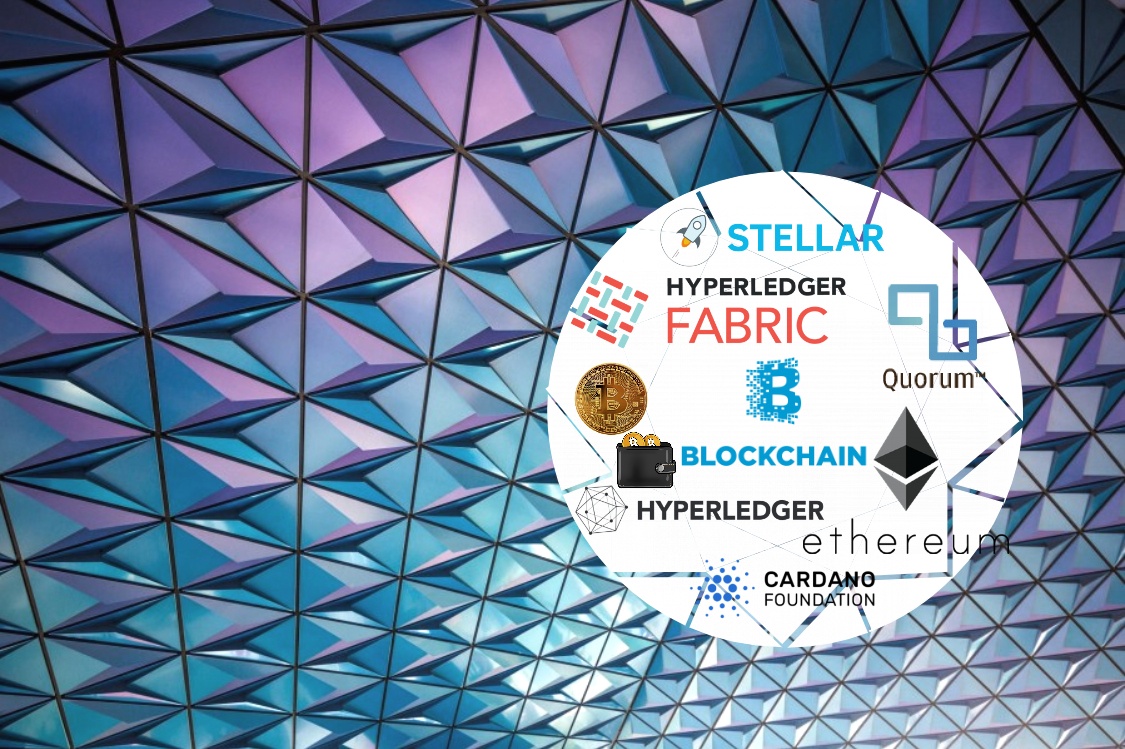 STELLAR
HYPERLEDGER
FABRIC
Quorum™
BLOCKCHAIN
HYPERLEDGER
ethereum
CARDANO
FOUNDATION